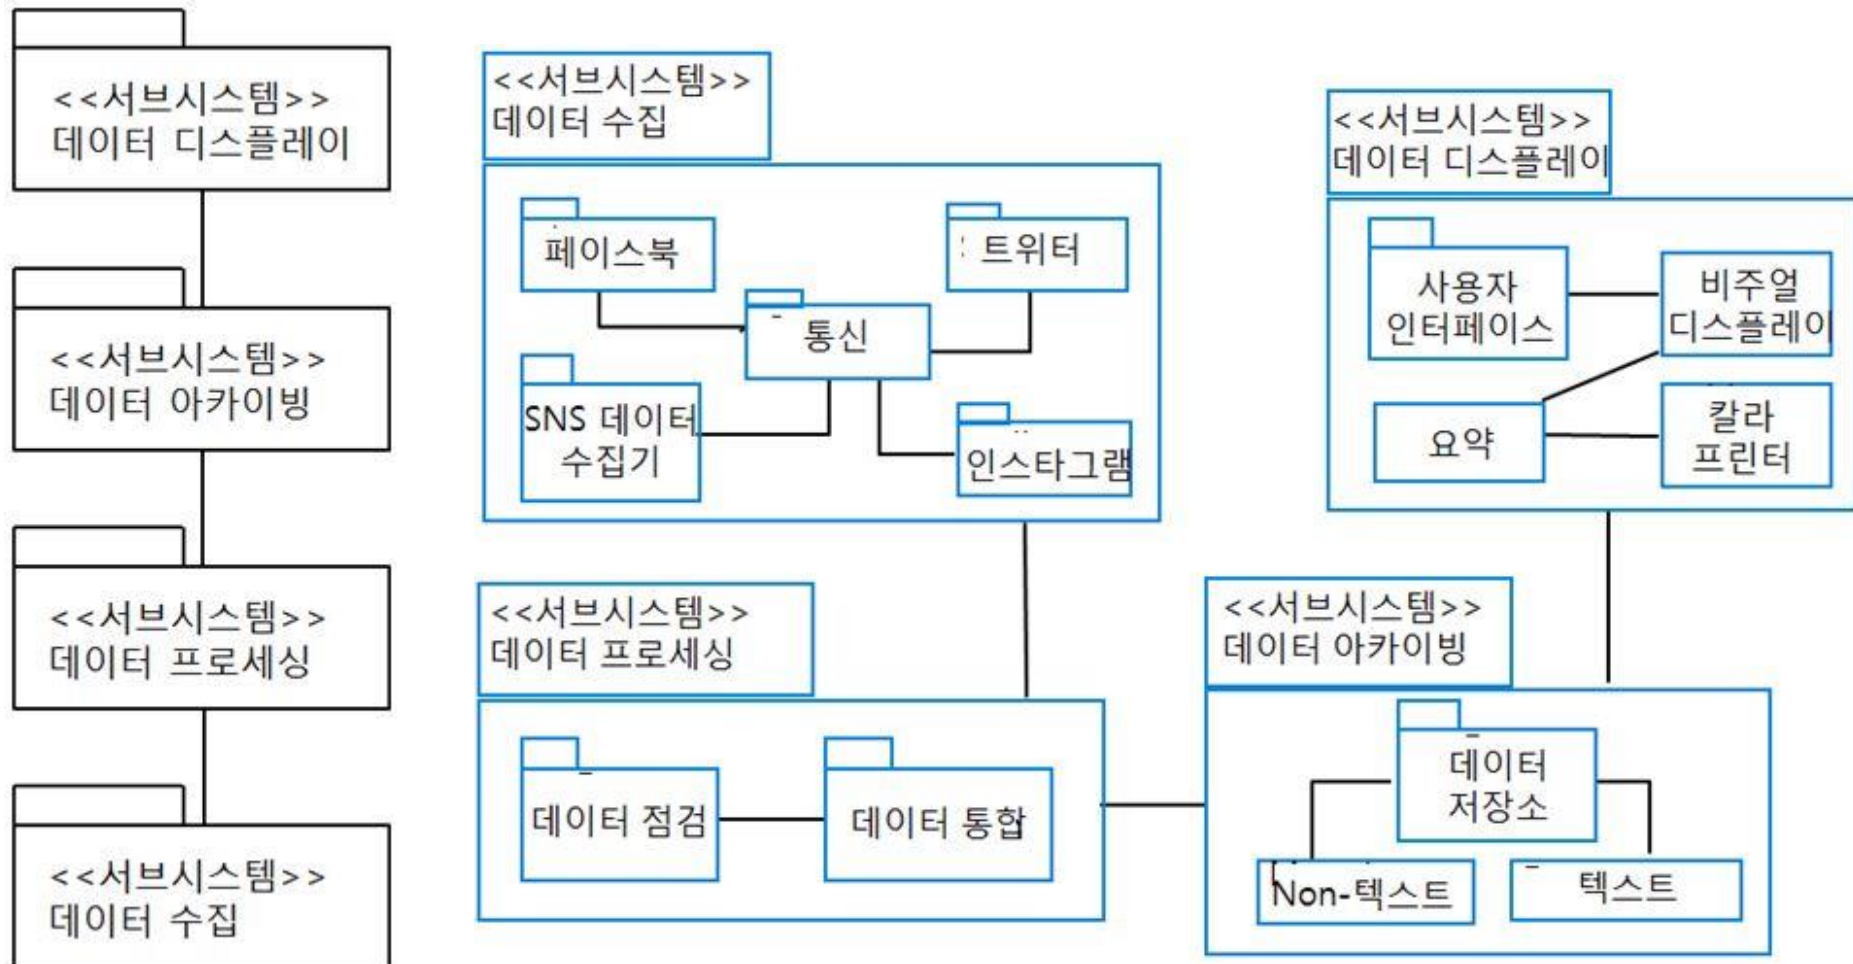 <<서브시스템>>
데이터 디스플레이
<<서브시스템>>
데이터 아카이빙
<<서브시스템>>
데이터 프로세싱
<<서브시스템>>
데이터 수집
<<서브시스템>>
데이터 수집
페이스북
트위터
통신
SNS 데이터
수집기
인스타그램
<<서브시스템>>
데이터 디스플레이
사용자
인터페이스
비주얼
디스플레이
요약
칼라
프린터
<<서브시스템>>
데이터 프로세싱
데이터 점검
데이터 통합
<<서브시스템>>
데이터 아카이빙
데이터
저장소
Non-텍스트
텍스트